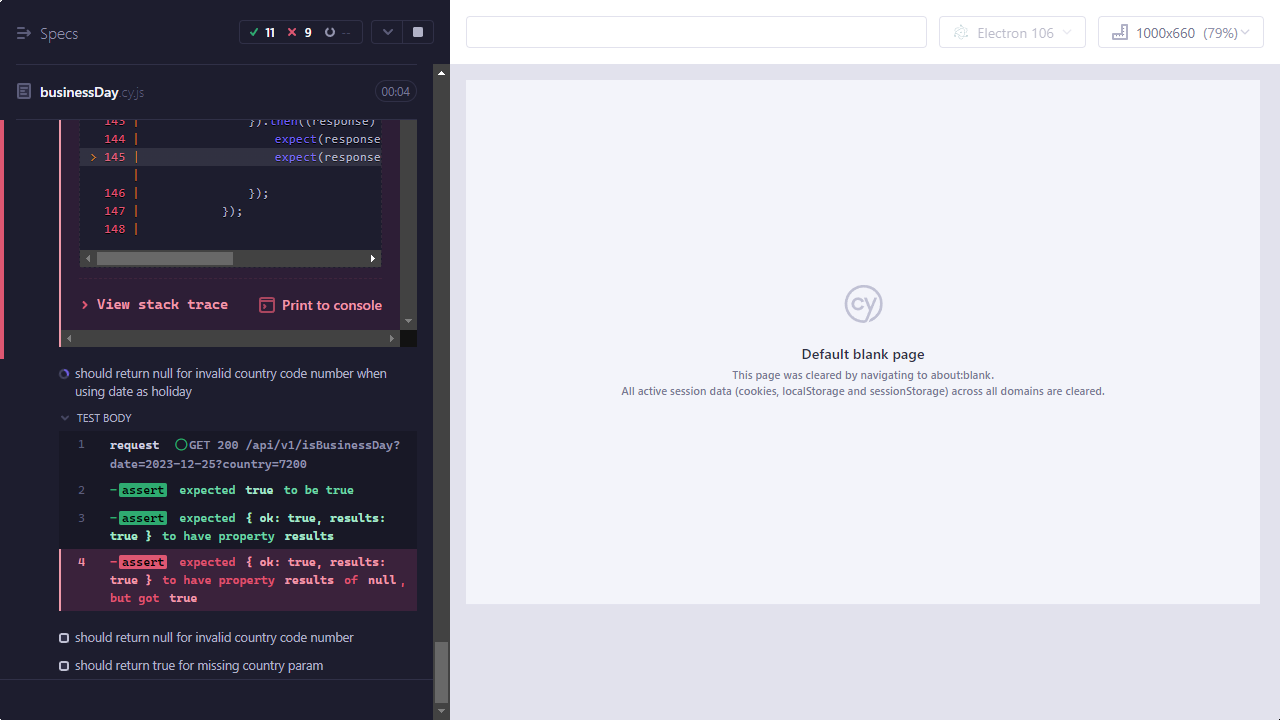 Specs
11
9
--
businessDay.cy.js
00:04
143 | }).then((response)
144 | expect(response
> 145 | expect(response
|
146 | });
147 | });
148 |
> View stack trace
Print to console
should return null for invalid country code number when
using date as holiday
TEST BODY
1 request GET 200 /api/v1/isBusinessDay?
date=2023-12-25?country=7200
2 -assert expected true to be true
3 -assert expected { ok: true, results:
true } to have property results
4 -assert expected { ok: true, results:
true } to have property results of null,
but got true
should return null for invalid country code number
should return true for missing country param
Electron 106
1000x660 (79%)
cy
Default blank page
This page was cleared by navigating to about:blank.
All active session data (cookies, localStorage and sessionStorage) across all domains are cleared.